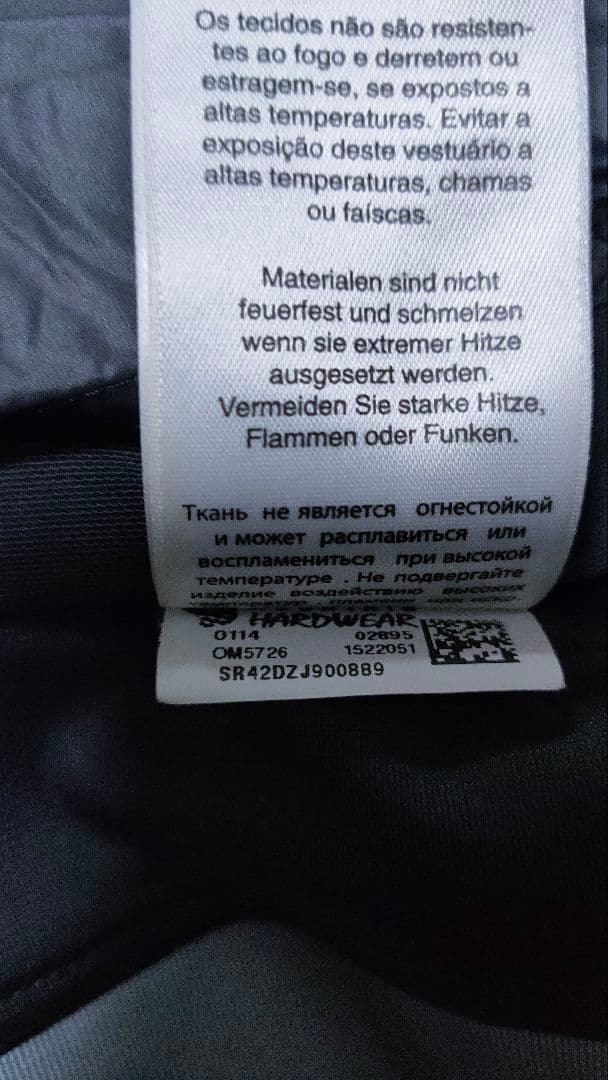 Os tecidos não são resisten-
tes ao fogo e derretem ou
estragem-se, se expostos a
altas temperaturas. Evitar a
exposição deste vestuário a
altas temperaturas, chamas
ou faíscas.
Materialen sind nicht
feuerfest und schmelzen
wenn sie extremer Hitze
ausgesetzt werden.
Vermeiden Sie starke Hitze,
Flammen oder Funken.
Ткань не является огнестойкой
и может расплавиться или
воспламениться при высокой
температуре . Не подвергайте
изделие воздействию высоких
HARDWEAR
0114 02895
OM5726 1522051
SR42DZJ900889